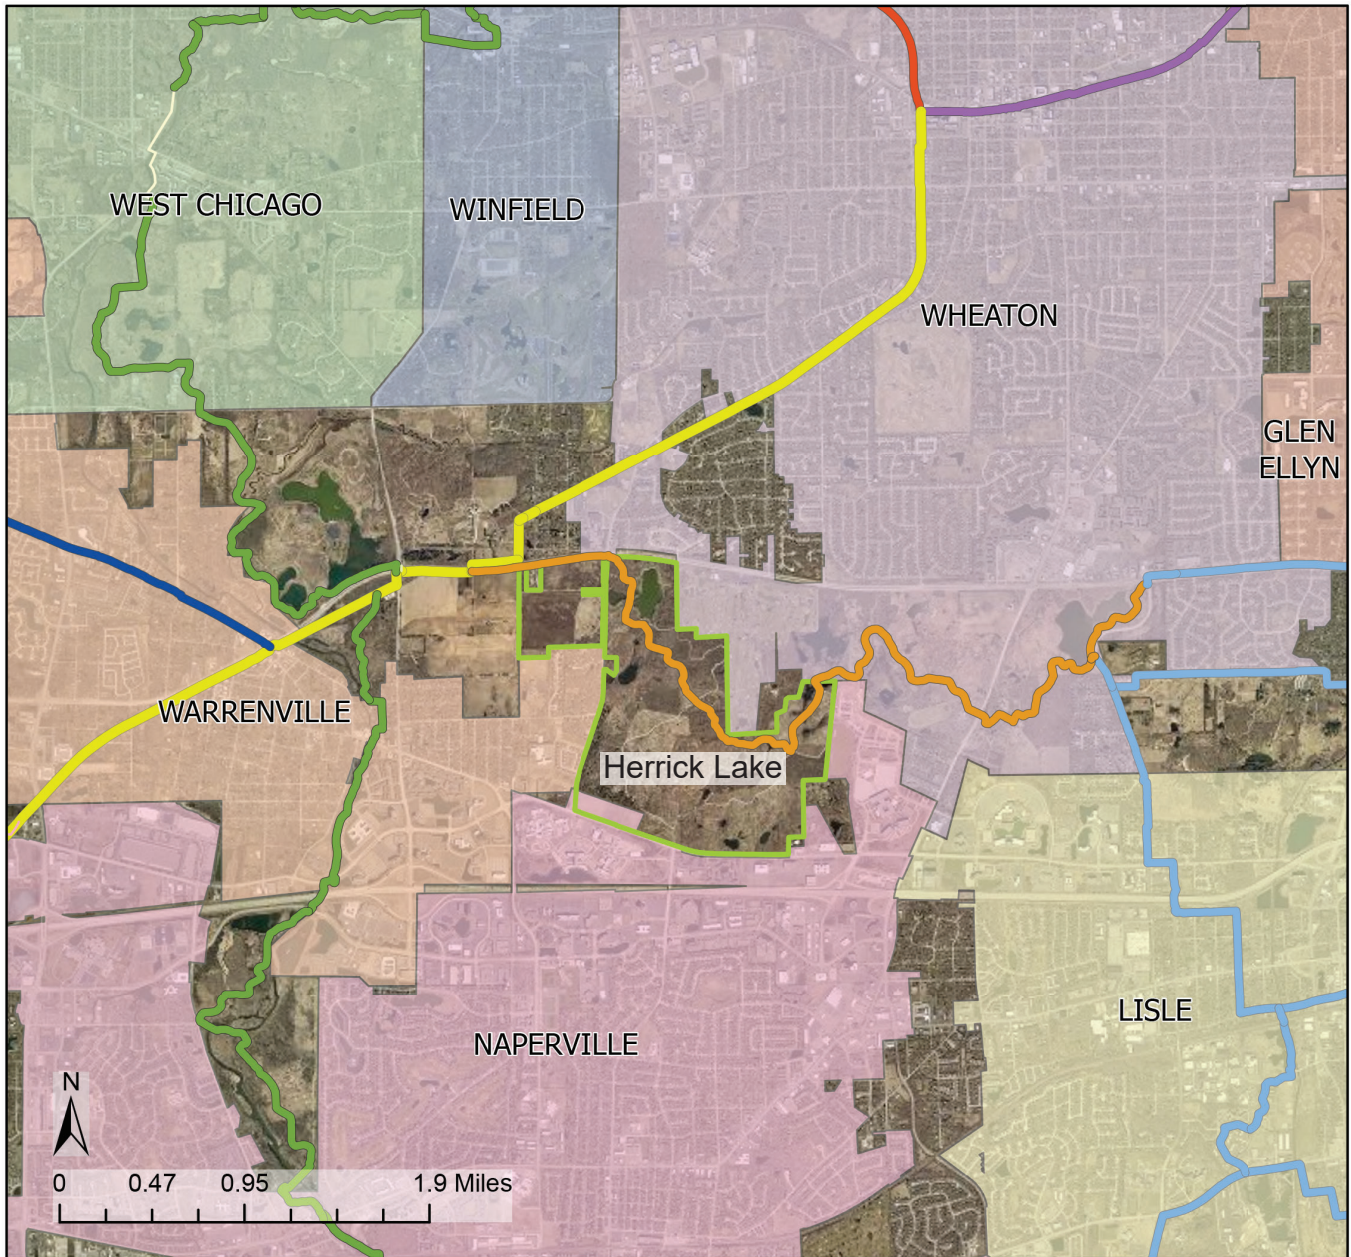 WEST CHICAGO
WINFIELD
WHEATON
GLEN
ELLYN
WARRENVILLE
Herrick Lake
LISLE
NAPERVILLE
N
0 0.47 0.95 1.9 Miles